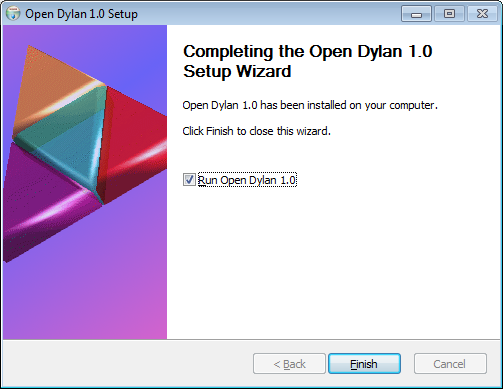 Open Dylan 1.0 Setup
Completing the Open Dylan 1.0
Setup Wizard
Open Dylan 1.0 has been installed on your computer.
Click Finish to close this wizard.
Run Open Dylan 1.0
< Back
Finish
Cancel